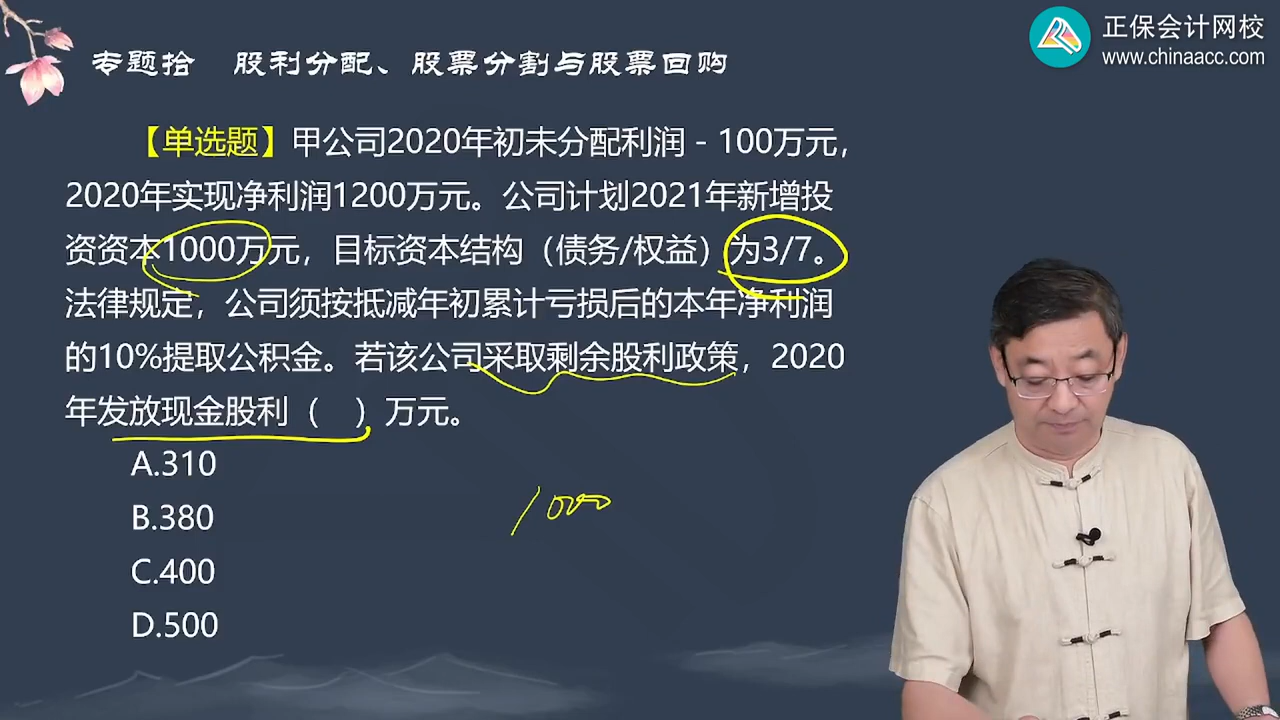 正保会计网校
www.chinaacc.com
专题拾 股利分配、股票分割与股票回购
【单选题】甲公司2020年初未分配利润－100万元，
2020年实现净利润1200万元。公司计划2021年新增投
资资本1000万元，目标资本结构（债务/权益）为3/7。
法律规定，公司须按抵减年初累计亏损后的本年净利润
的10%提取公积金。若该公司采取剩余股利政策，2020
年发放现金股利（ ）万元。
A.310
B.380
C.400
D.500
1000